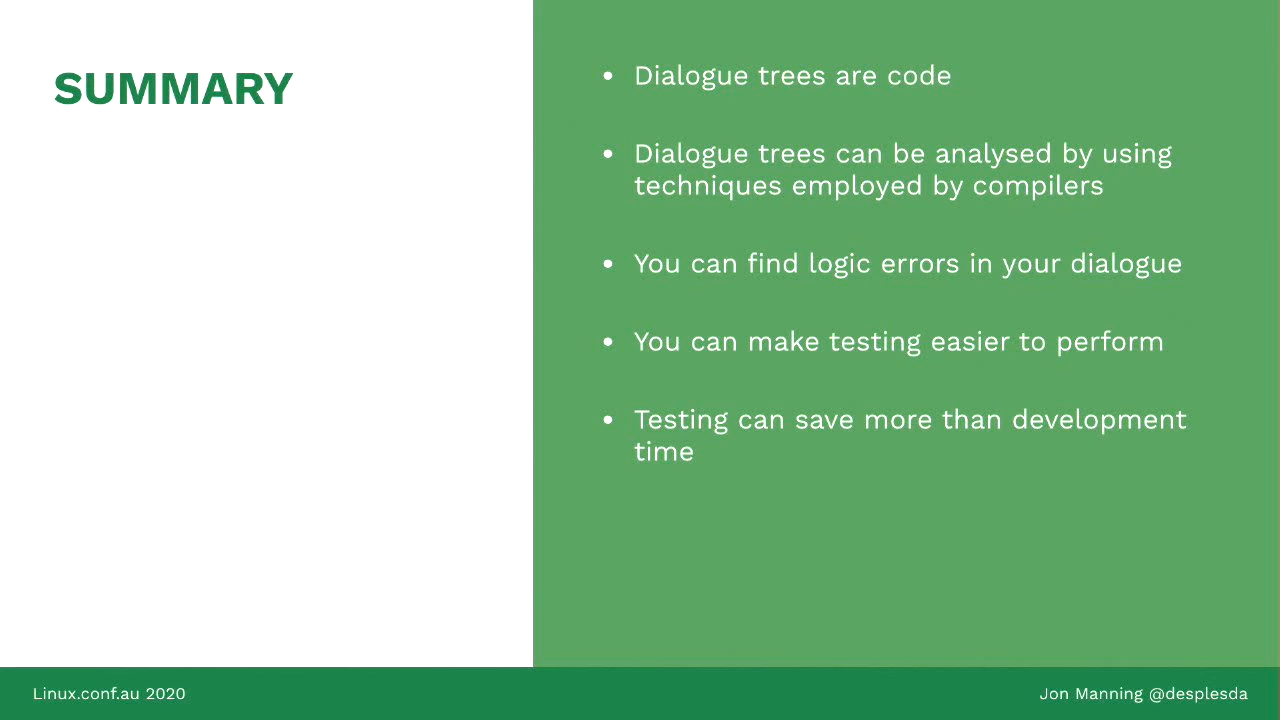 SUMMARY
• Dialogue trees are code
• Dialogue trees can be analysed by using
techniques employed by compilers
• You can find logic errors in your dialogue
• You can make testing easier to perform
• Testing can save more than development
time
Linux.conf.au 2020
Jon Manning @desplesda